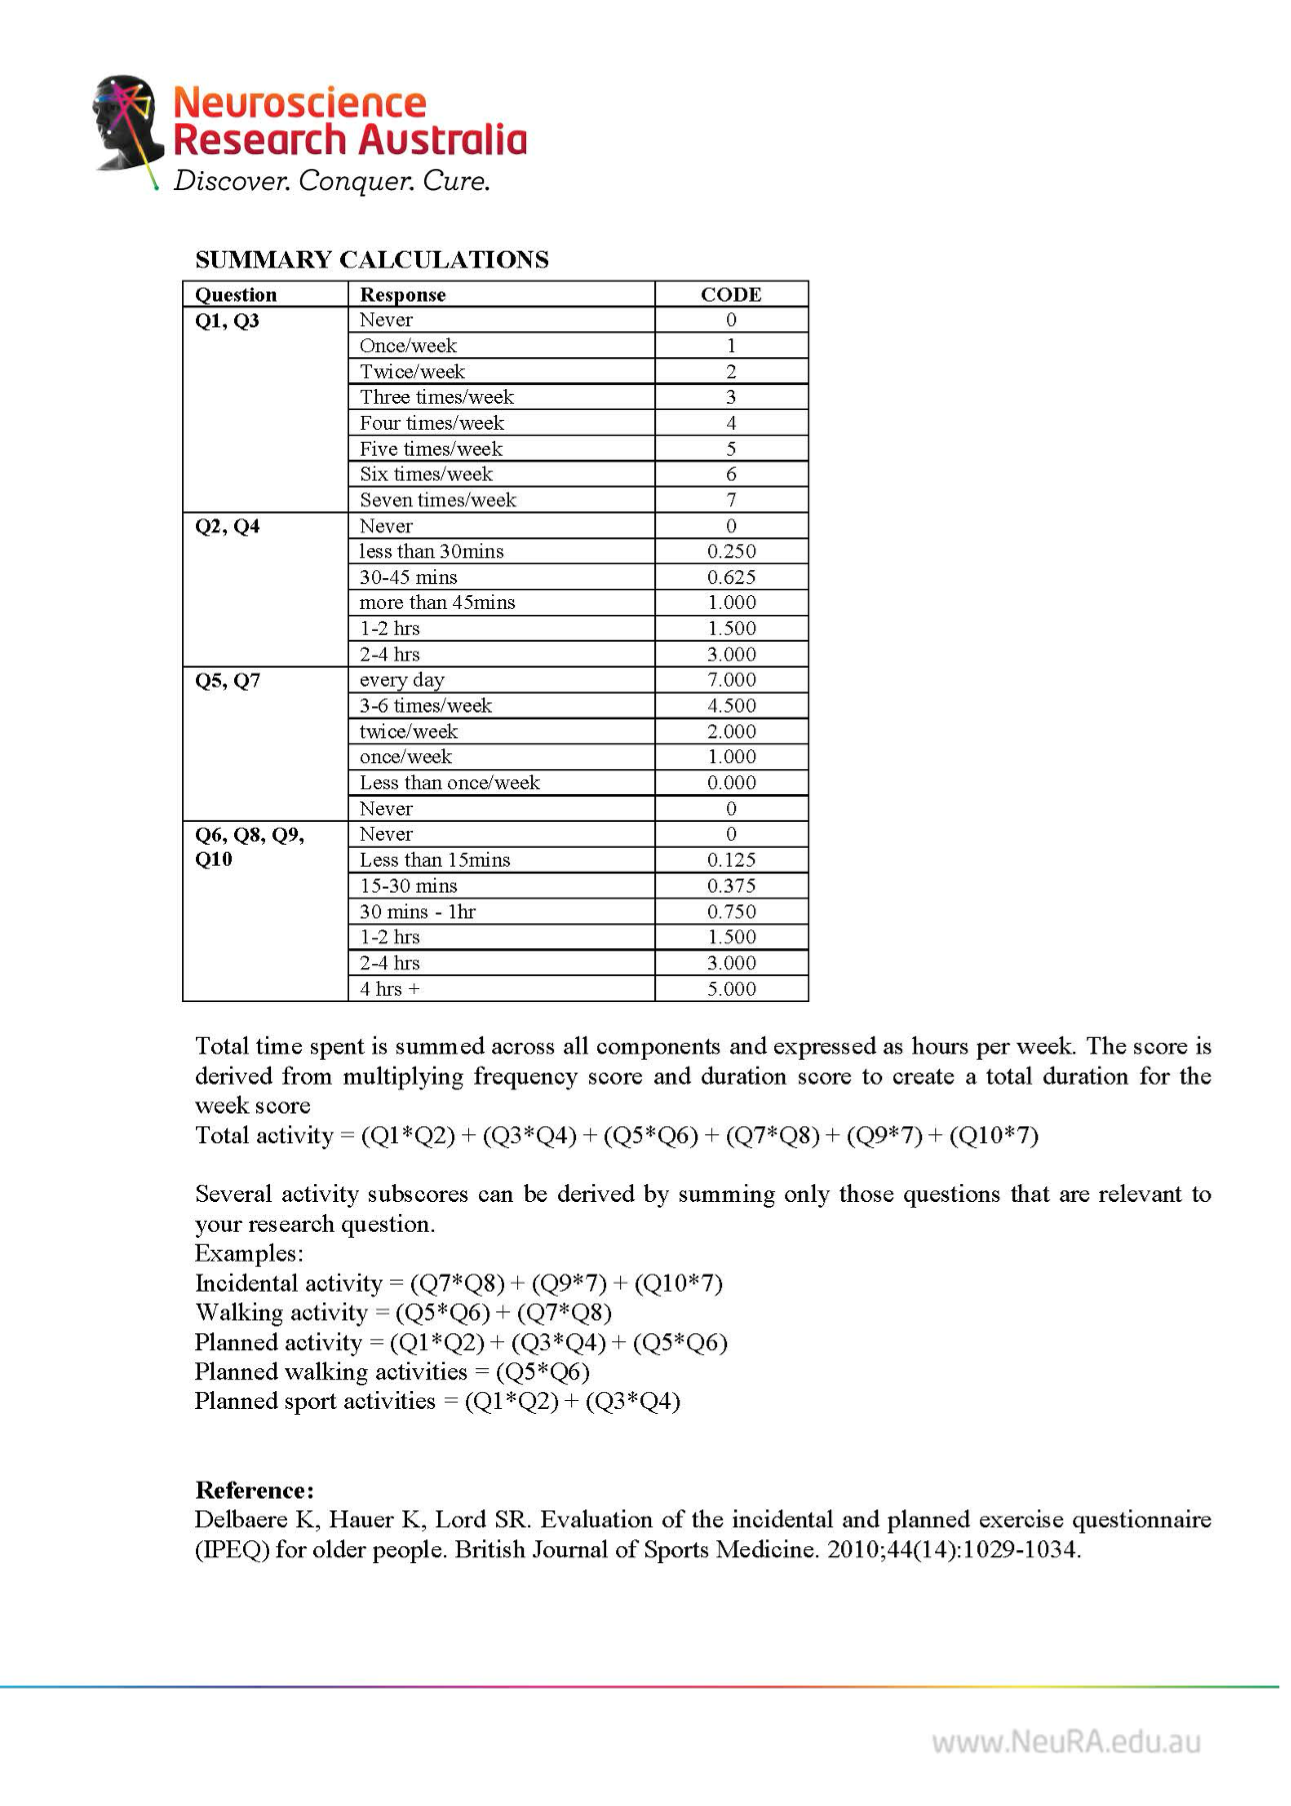 Neuroscience
Research Australia
Discover. Conquer. Cure.
SUMMARY CALCULATIONS
Question Response CODE
Q1, Q3 Never 0
Once/week 1
Twice/week 2
Three times/week 3
Four times/week 4
Five times/week 5
Six times/week 6
Seven times/week 7
Q2, Q4 Never 0
less than 30mins 0.250
30-45 mins 0.625
more than 45mins 1.000
1-2 hrs 1.500
2-4 hrs 3.000
Q5, Q7 every day 7.000
3-6 times/week 4.500
twice/week 2.000
once/week 1.000
Less than once/week 0.000
Never 0
Q6, Q8, Q9, Never 0
Q10 Less than 15mins 0.125
15-30 mins 0.375
30 mins - 1hr 0.750
1-2 hrs 1.500
2-4 hrs 3.000
4 hrs + 5.000
Total time spent is summed across all components and expressed as hours per week. The score is
derived from multiplying frequency score and duration score to create a total duration for the
week score
Total activity = (Q1*Q2) + (Q3*Q4) + (Q5*Q6) + (Q7*Q8) + (Q9*7) + (Q10*7)
Several activity subscores can be derived by summing only those questions that are relevant to
your research question.
Examples:
Incidental activity = (Q7*Q8) + (Q9*7) + (Q10*7)
Walking activity = (Q5*Q6) + (Q7*Q8)
Planned activity = (Q1*Q2) + (Q3*Q4) + (Q5*Q6)
Planned walking activities = (Q5*Q6)
Planned sport activities = (Q1*Q2) + (Q3*Q4)
Reference:
Delbaere K, Hauer K, Lord SR. Evaluation of the incidental and planned exercise questionnaire
(IPEQ) for older people. British Journal of Sports Medicine. 2010;44(14):1029-1034.
www.NeuRA.edu.au